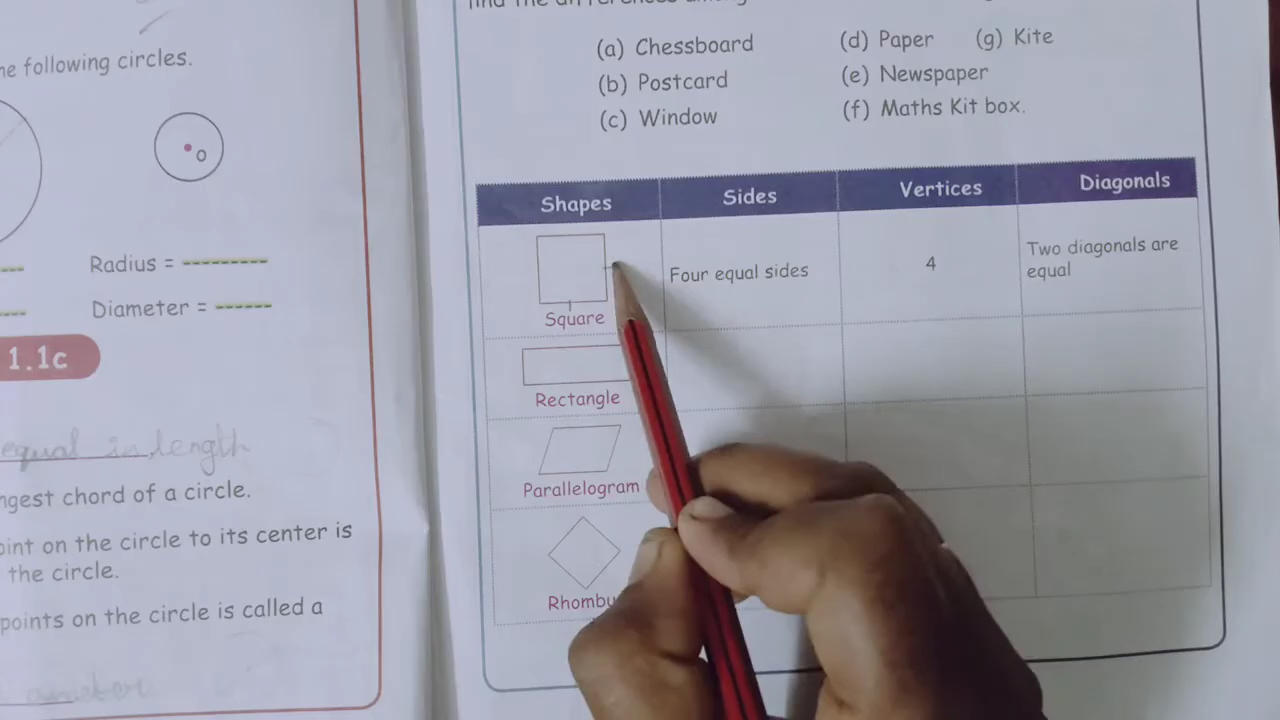 he following circles.
o
Radius =
Diameter =
1.1c
equal in length
ngest chord of a circle.
oint on the circle to its center is
the circle.
points on the circle is called a
ameter
(a) Chessboard
(b) Postcard
(c) Window
(d) Paper
(e) Newspaper
(f) Maths Kit box.
(g) Kite
Shapes Sides Vertices Diagonals
Square
Four equal sides
4
Two diagonals are
equal
Rectangle
Parallelogram
Rhombu